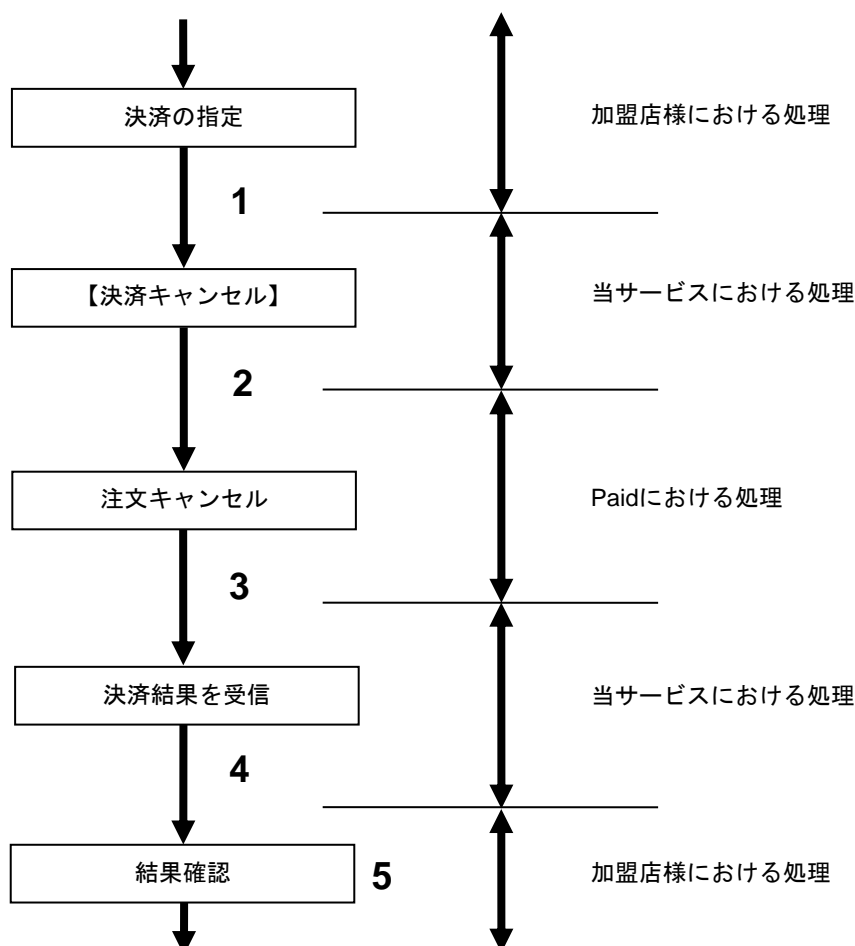 決済の指定
加盟店様における処理
1
【決済キャンセル】
当サービスにおける処理
2
注文キャンセル
Paidにおける処理
3
決済結果を受信
当サービスにおける処理
4
結果確認
5
加盟店様における処理